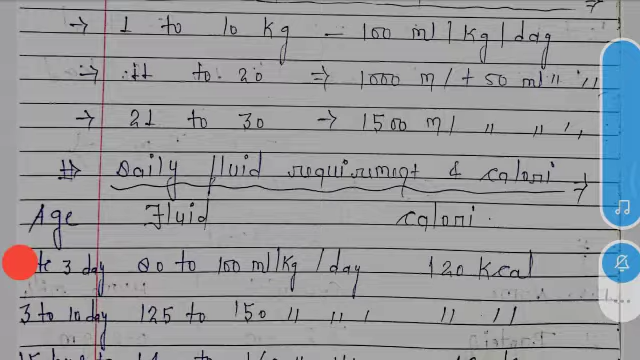 → 1 to 10 kg — 100 ml / kg / day
⇒ 11 to 20 ⇒ 1000 ml + 50 ml " "
→ 21 to 30 → 1500 ml " " "
# Daily fluid requirment & calori →
Age Fluid calori
3 day 80 to 100 ml/kg / day 120 Kcal
3 to 10 day 125 to 150 " " " " "